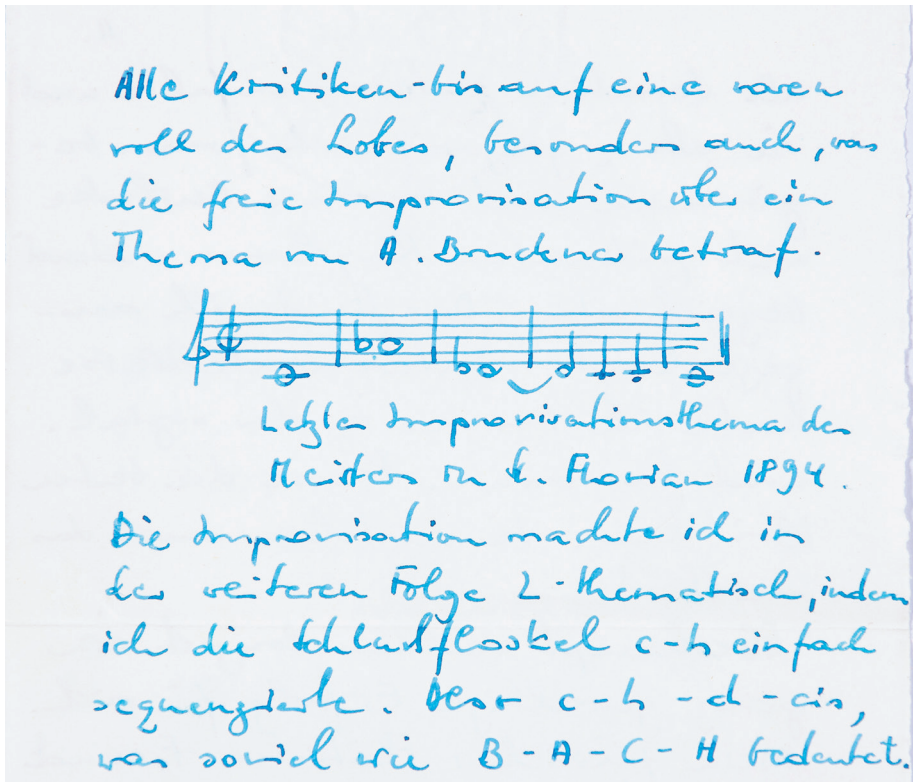 Alle Kritiken - bis auf eine waren
voll des Lobes, besonders auch, was
die freie Improvisation über ein
Thema von A. Bruckner betraf.
Letztes Improvisationsthema des
Meisters in St. Florian 1894.
Die Improvisation machte ich in
der weiteren Folge 2-thematisch, indem
ich die Schlußfloskel c-h einfach
sequenzierte. Also c-h-d-cis,
was soviel wie B-A-C-H bedeutet.